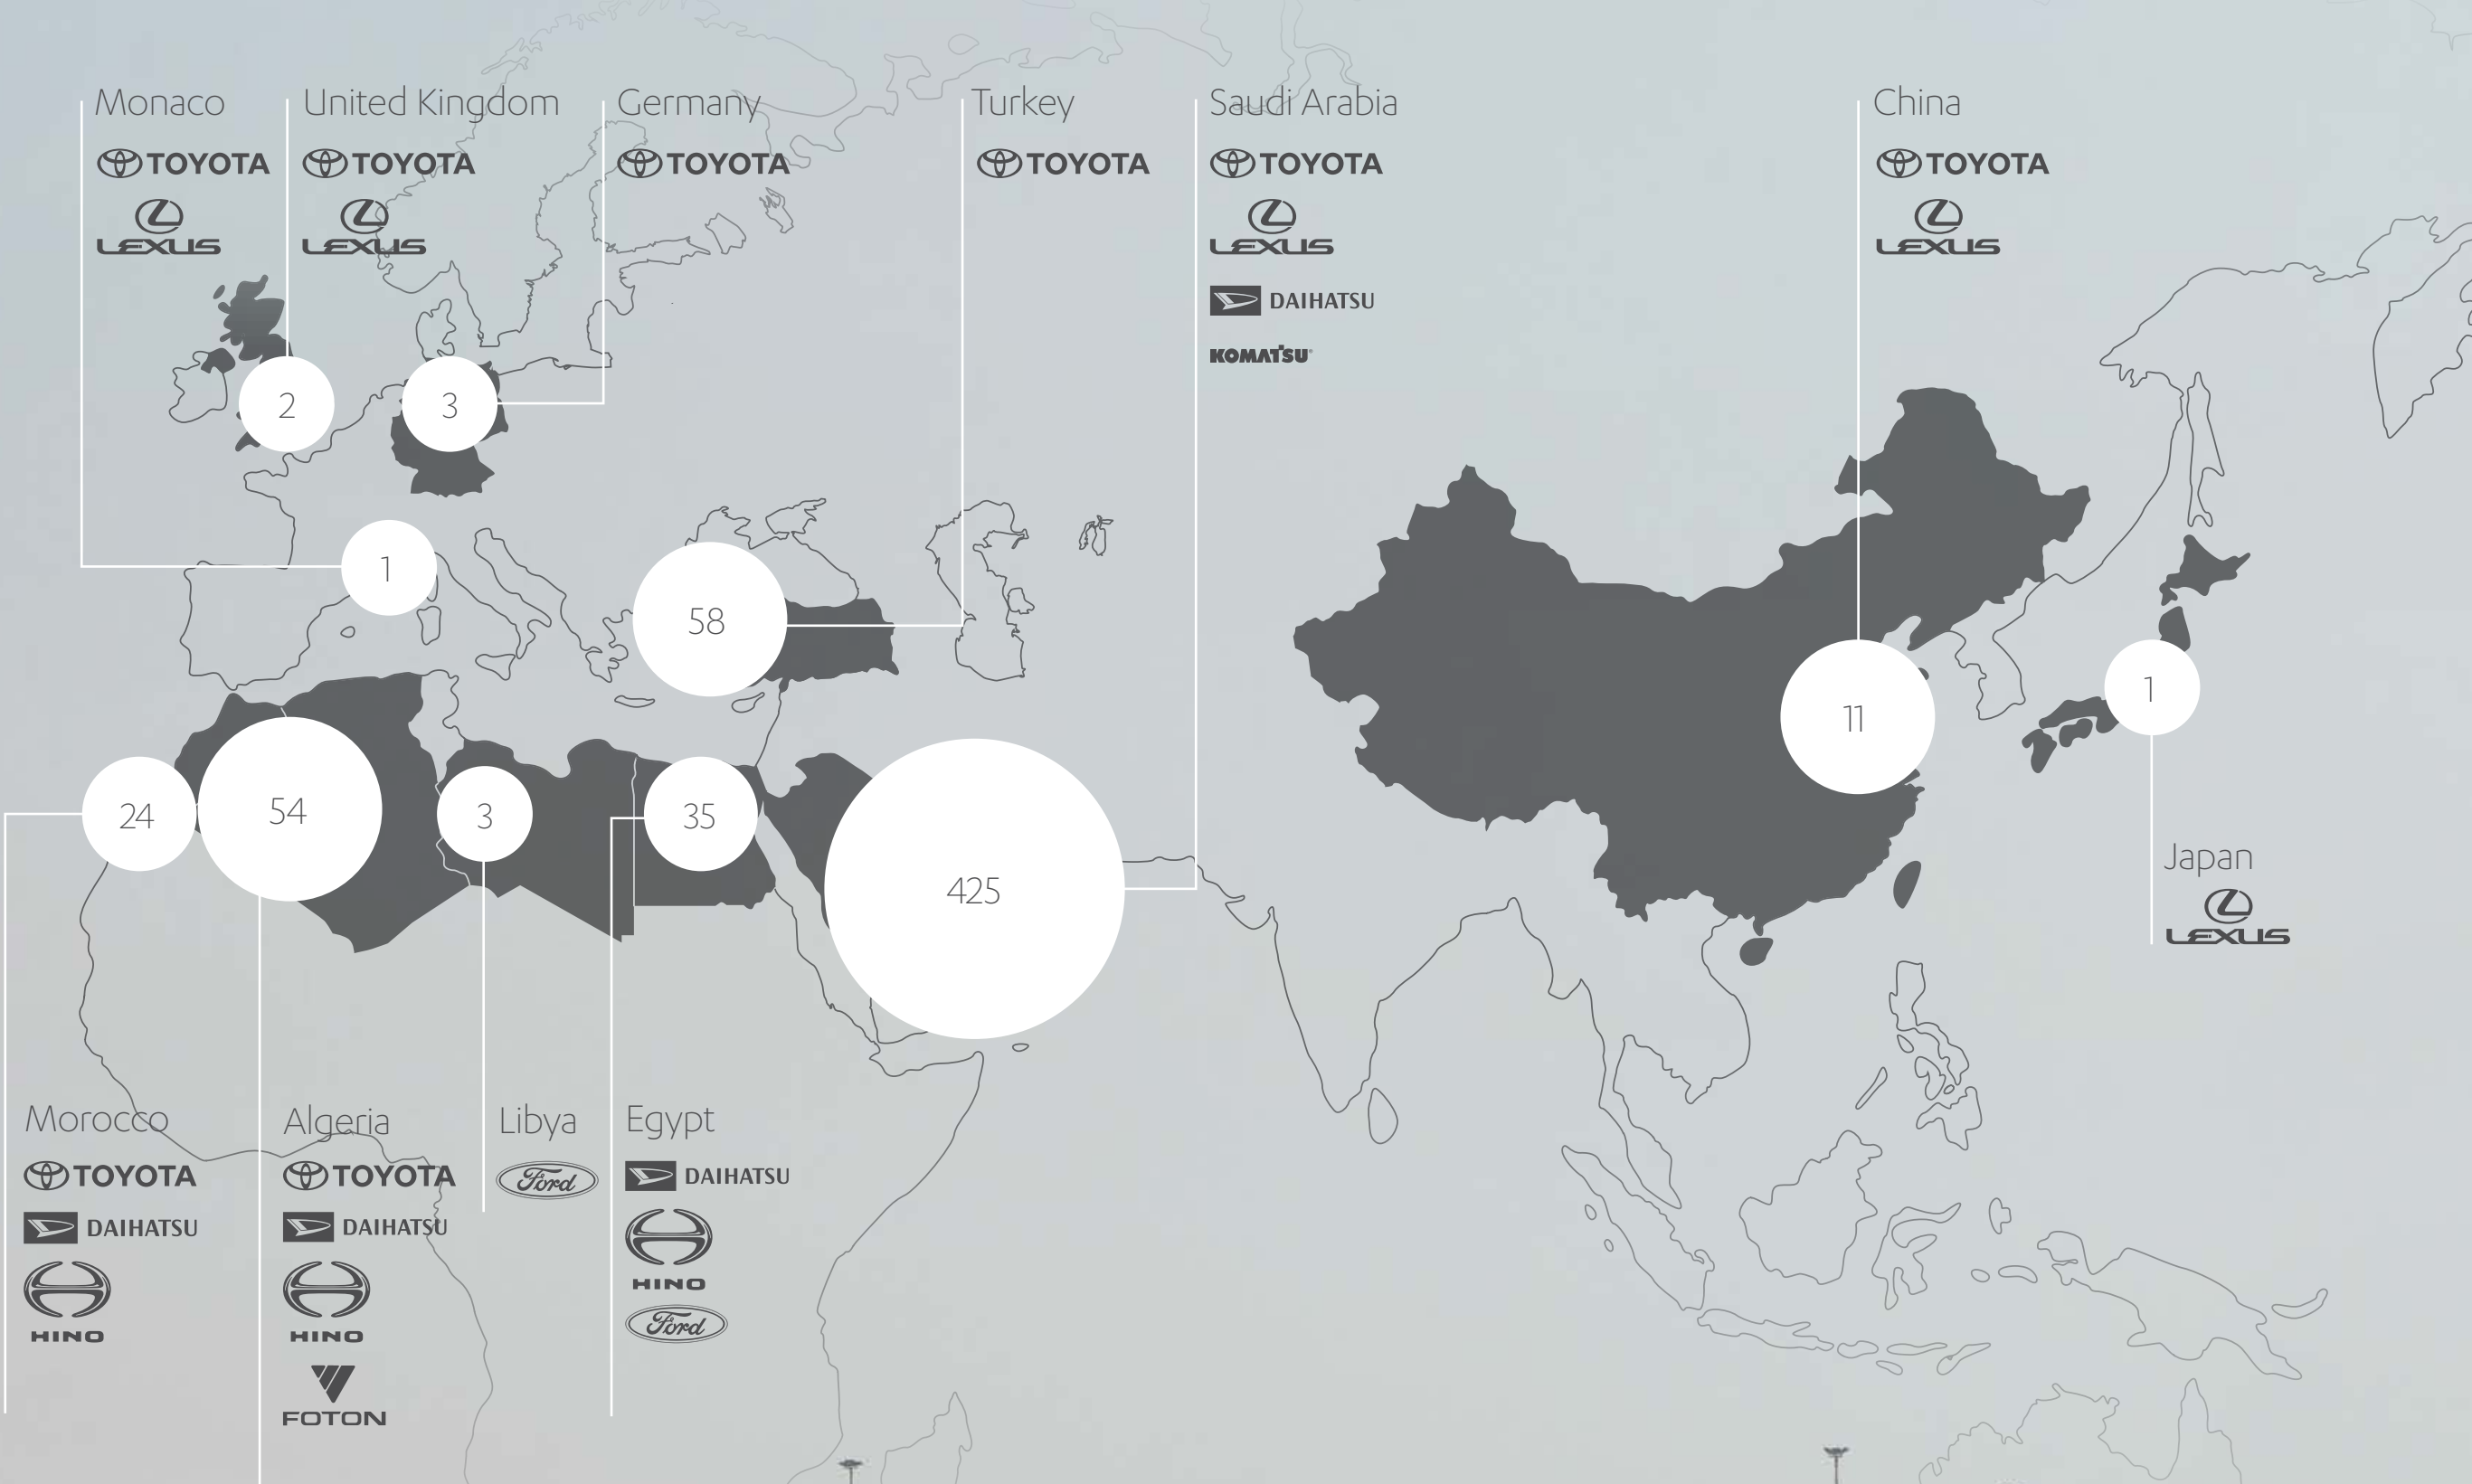 Monaco
TOYOTA
LEXUS
United Kingdom
TOYOTA
LEXUS
Germany
TOYOTA
Turkey
TOYOTA
Saudi Arabia
TOYOTA
LEXUS
DAIHATSU
KOMATSU
China
TOYOTA
LEXUS
2
3
1
58
11
1
24
54
3
35
425
Japan
LEXUS
Morocco
TOYOTA
DAIHATSU
HINO
Algeria
TOYOTA
DAIHATSU
HINO
FOTON
Libya
Ford
Egypt
DAIHATSU
HINO
Ford